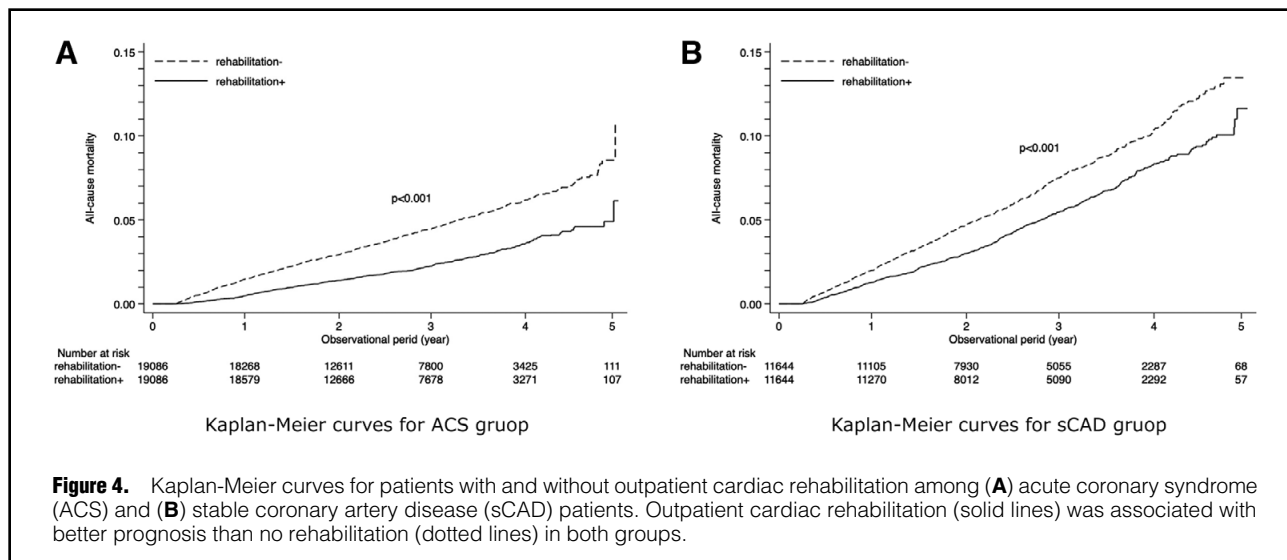 A
0.15
rehabilitation-
rehabilitation+
0.10
p<0.001
All-cause mortality
0.05
0.00
0 1 2 3 4 5
Observational perid (year)
Number at risk
rehabilitation- 19086 18268 12611 7800 3425 111
rehabilitation+ 19086 18579 12666 7678 3271 107
Kaplan-Meier curves for ACS gruop
B
0.15
rehabilitation-
rehabilitation+
0.10
p<0.001
All-cause mortality
0.05
0.00
0 1 2 3 4 5
Observational perid (year)
Number at risk
rehabilitation- 11644 11105 7930 5055 2287 68
rehabilitation+ 11644 11270 8012 5090 2292 57
Kaplan-Meier curves for sCAD gruop
Figure 4. Kaplan-Meier curves for patients with and without outpatient cardiac rehabilitation among (A) acute coronary syndrome
(ACS) and (B) stable coronary artery disease (sCAD) patients. Outpatient cardiac rehabilitation (solid lines) was associated with
better prognosis than no rehabilitation (dotted lines) in both groups.